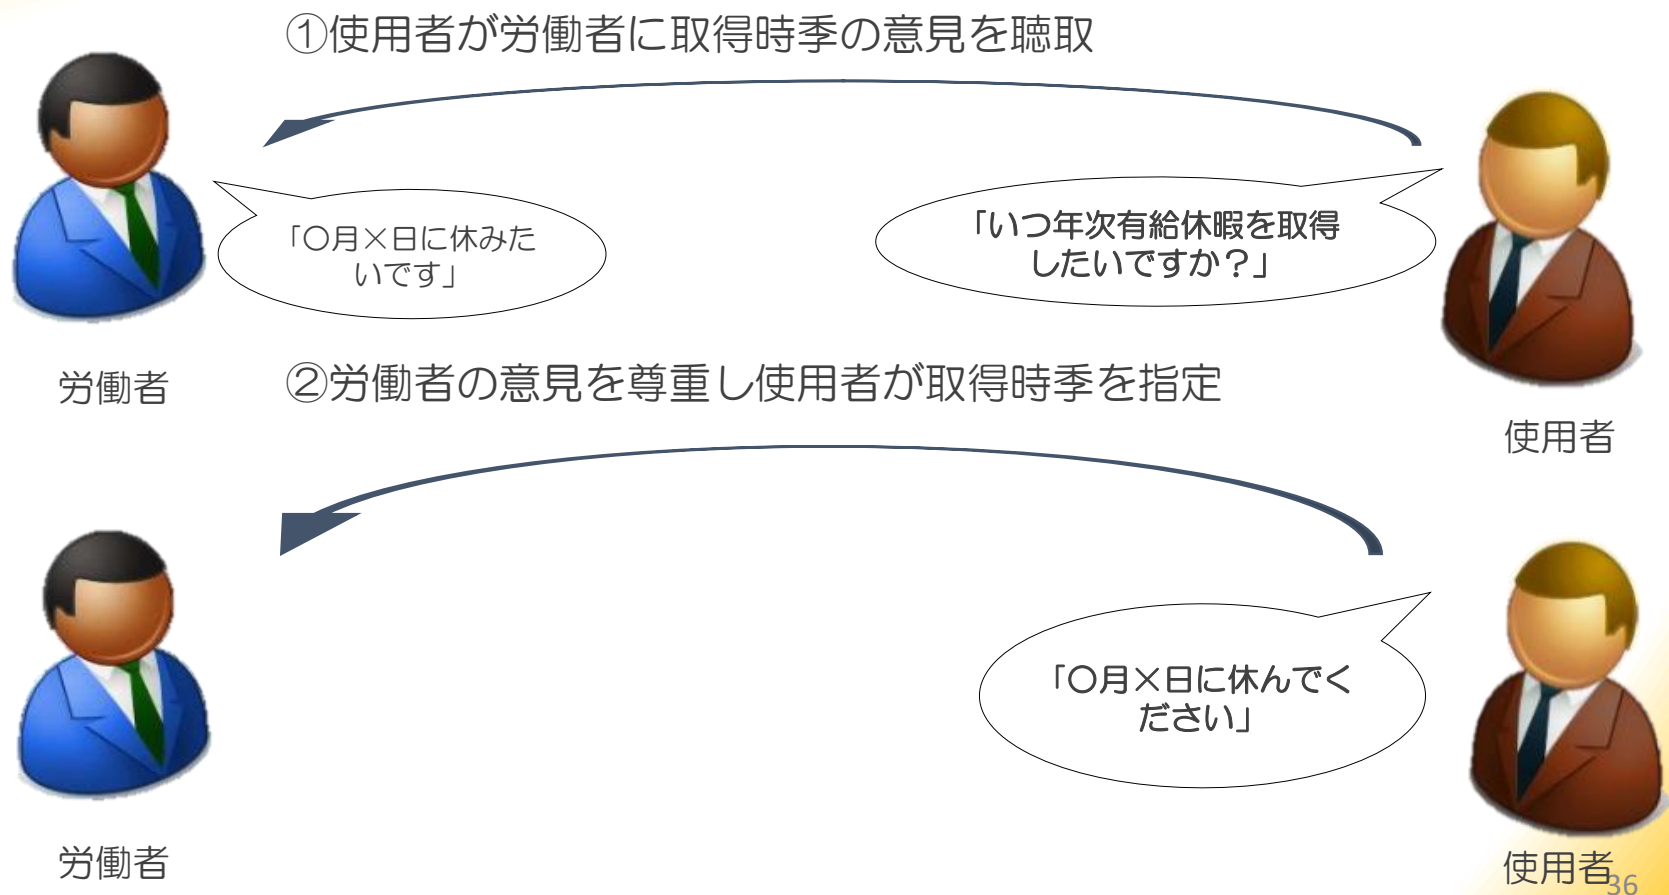 ①使用者が労働者に取得時季の意見を聴取
「〇月×日に休みた
いです」
「いつ年次有給休暇を取得
したいですか？」
労働者
使用者
②労働者の意見を尊重し使用者が取得時季を指定
「〇月×日に休んでく
ださい」
労働者
使用者
36